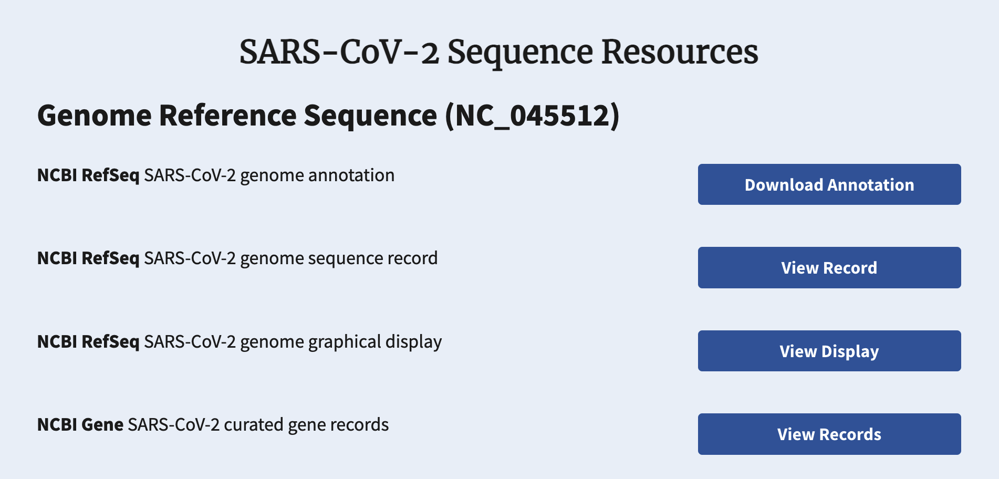 SARS-CoV-2 Sequence Resources
Genome Reference Sequence (NC_045512)
NCBI RefSeq SARS-CoV-2 genome annotation
Download Annotation
NCBI RefSeq SARS-CoV-2 genome sequence record
View Record
NCBI RefSeq SARS-CoV-2 genome graphical display
View Display
NCBI Gene SARS-CoV-2 curated gene records
View Records